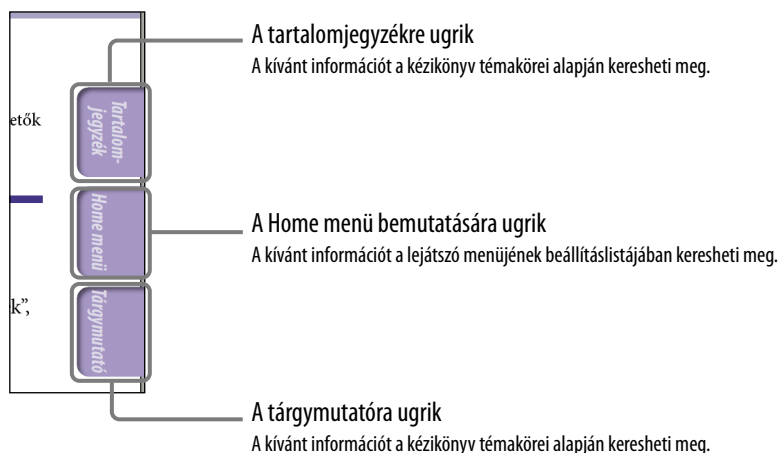 A tartalomjegyzékre ugrik
A kívánt információt a kézikönyv témakörei alapján keresheti meg.
etők
Tartalom-
jegyzék
Home menü
A Home menü bemutatására ugrik
A kívánt információt a lejátszó menüjének beállításlistájában keresheti meg.
k”,
Tárgymutató
A tárgymutatóra ugrik
A kívánt információt a kézikönyv témakörei alapján keresheti meg.